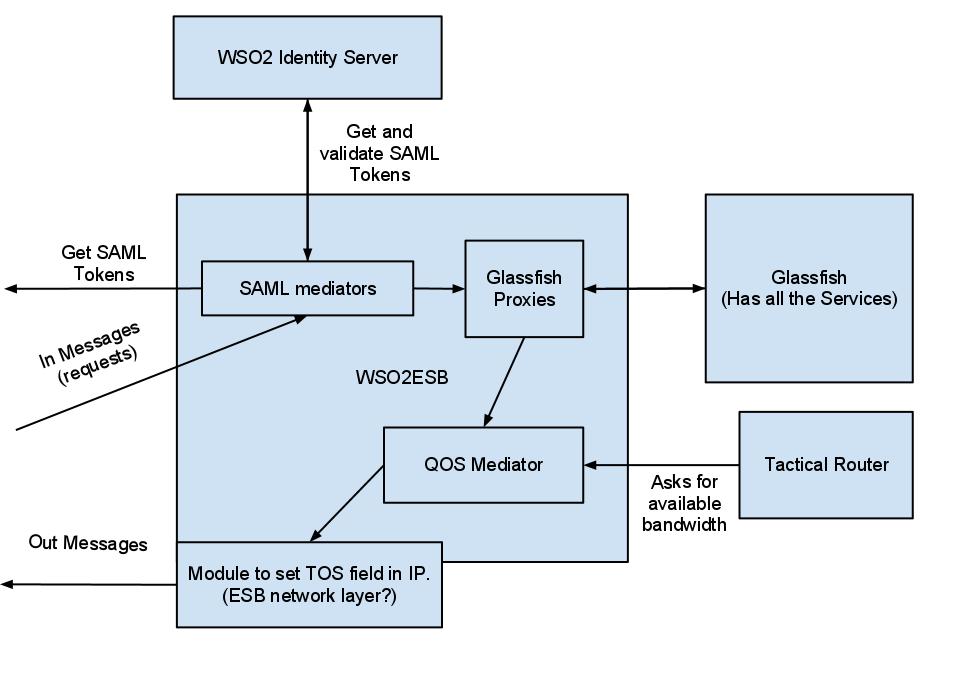 WSO2 Identity Server
Get and
validate SAML
Tokens
Get SAML
Tokens
SAML mediators
Glassfish
Proxies
Glassfish
(Has all the Services)
In Messages
(requests)
WSO2ESB
QOS Mediator
Tactical Router
Asks for
available
bandwidth
Out Messages
Module to set TOS field in IP.
(ESB network layer?)